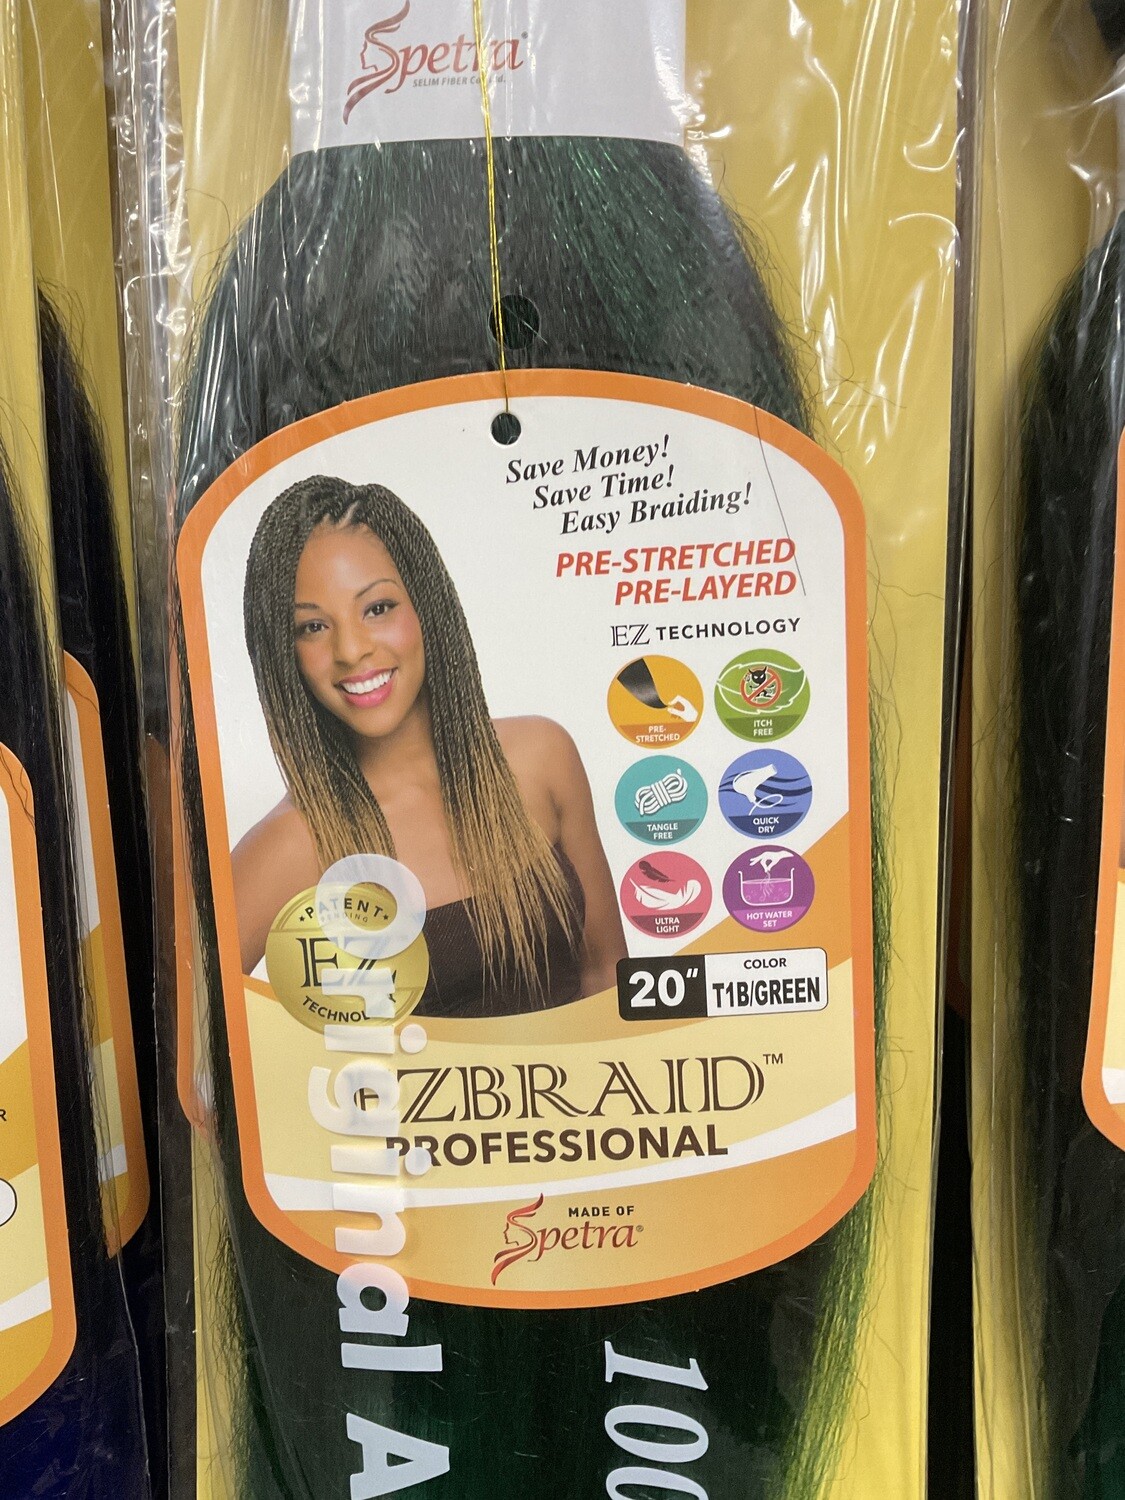 Spetra
SELIM FIBER Co., Ltd.
Save Money!
Save Time!
Easy Braiding!
PRE-STRETCHED
PRE-LAYERD
EZ TECHNOLOGY
PRE-
STRETCHED
ITCH
FREE
TANGLE
FREE
QUICK
DRY
ULTRA
LIGHT
HOT WATER
SET
PATENT
PENDING
EZ
TECHNOL
20"
COLOR
T1B/GREEN
EZBRAID™
PROFESSIONAL
MADE OF
Spetra®
Original A
100
R